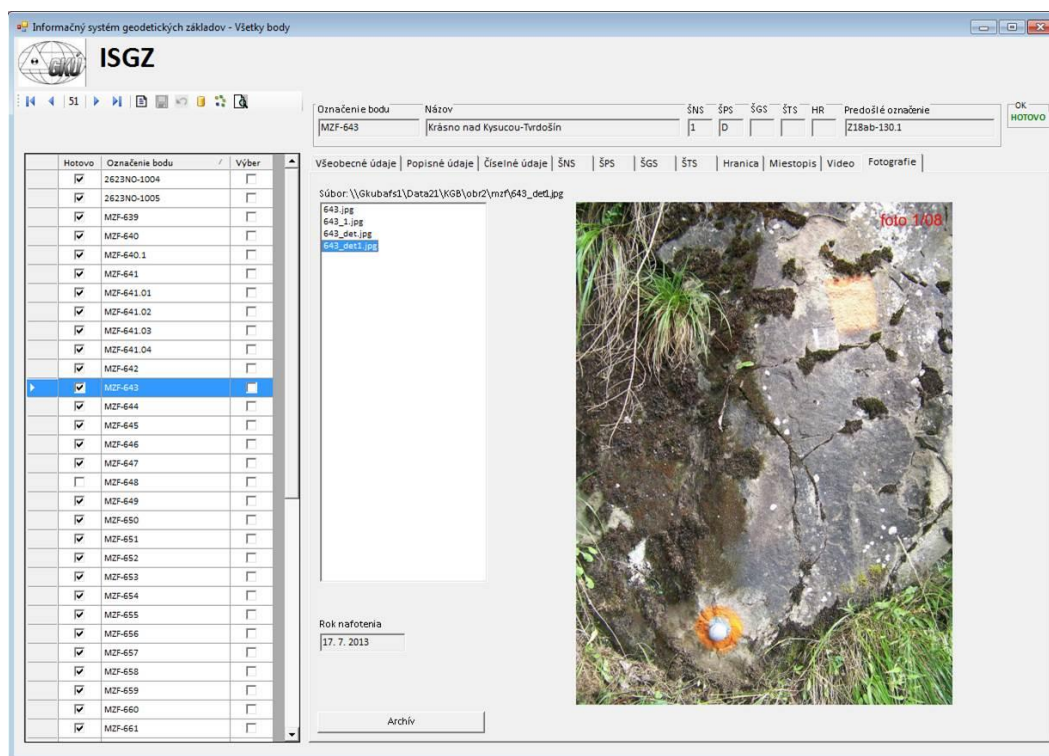 Informačný systém geodetických základov - Všetky body
GKÚ
ISGZ
51
Označenie bodu Názov ŠNS ŠPS ŠGS ŠTS HR Predošlé označenie OK
MZF-643 Krásno nad Kysucou-Tvrdošín 1 D Z18ab-130.1 HOTOVO
Všeobecné údaje Popisné údaje Číselné údaje ŠNS ŠPS ŠGS ŠTS Hranica Miestopis Video Fotografie
Hotovo Označenie bodu Výber
2623NO-1004
2623NO-1005
MZF-639
MZF-640
MZF-640.1
MZF-641
MZF-641.01
MZF-641.02
MZF-641.03
MZF-641.04
MZF-642
MZF-643
MZF-644
MZF-645
MZF-646
MZF-647
MZF-648
MZF-649
MZF-650
MZF-651
MZF-652
MZF-653
MZF-654
MZF-655
MZF-656
MZF-657
MZF-658
MZF-659
MZF-660
MZF-661
Súbor: \\Gkubafs1\Data21\KGB\obr2\mzf\643_det1.jpg
643.jpg
643_1.jpg
643_det.jpg
643_det1.jpg
foto 1/08
Rok nafotenia
17. 7. 2013
Archív